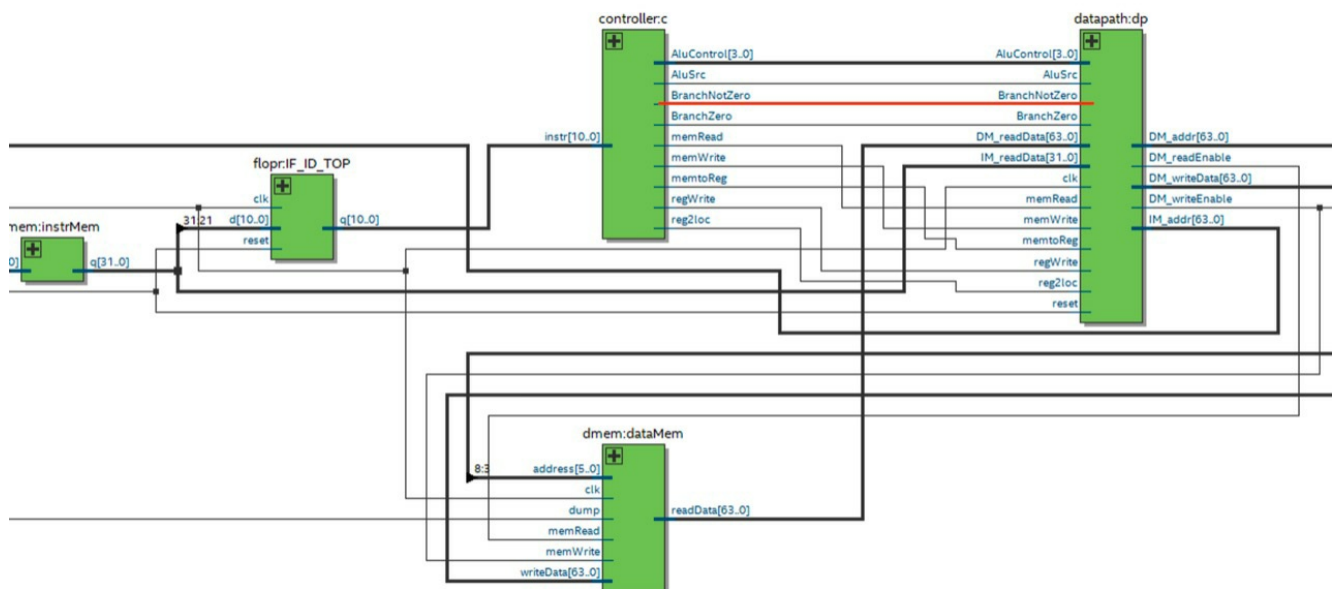 controller:c
instr[10..0]
AluControl[3..0]
AluSrc
BranchNotZero
BranchZero
memRead
memWrite
memtoReg
regWrite
reg2loc
datapath:dp
AluControl[3..0]
AluSrc
BranchNotZero
BranchZero
DM_readData[63..0]
IM_readData[31..0]
clk
memRead
memWrite
memtoReg
regWrite
reg2loc
reset
DM_addr[63..0]
DM_readEnable
DM_writeData[63..0]
DM_writeEnable
IM_addr[63..0]
flopr:IF_ID_TOP
clk
31:21
d[10..0]
reset
q[10..0]
mem:instrMem
0]
q[31..0]
dmem:dataMem
8:3
address[5..0]
clk
dump
memRead
memWrite
writeData[63..0]
readData[63..0]